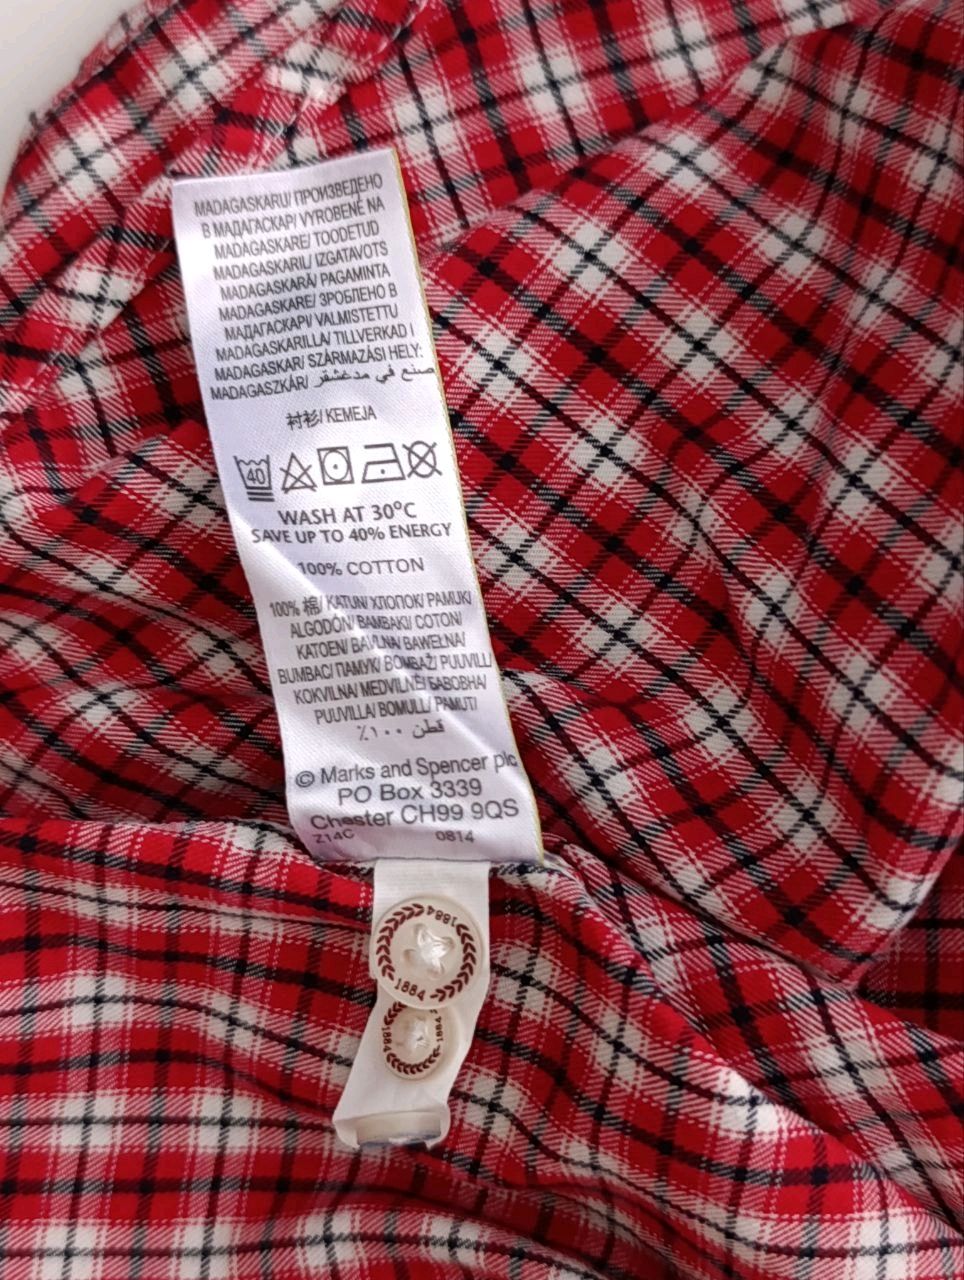 MADAGASKARU/ ПРОИЗВЕДЕНО
В МАДАГАСКАР/ VYROBENÉ NA
MADAGASKARE/ TOODETUD
MADAGASKARIL/ IZGATAVOTS
MADAGASKARĀ/ PAGAMINTA
MADAGASKARE/ ЗРОБЛЕНО В
МАДАГАСКАРІ/ VALMISTETTU
MADAGASKARILLA/ TILLVERKAD I
MADAGASKAR/ SZÁRMAZÁSI HELY:
MADAGASZKÁR/ صنع في مدغشقر
衬衫/ KEMEJA
40
WASH AT 30°C
SAVE UP TO 40% ENERGY
100% COTTON
100% 棉/ KATUN/ ХЛОПОК/ PAMUK/
ALGODÓN/ ΒΑΜΒΑΚΙ/ COTON/
KATOEN/ BAVLNA/ BAWEŁNA/
BUMBAC/ ПАМУК/ BOMBAŽ/ PUUVILL/
KOKVILNA/ MEDVILNĖ/ БАВОВНА/
PUUVILLA/ BOMULL/ PAMUT/
قطن ١٠٠٪
© Marks and Spencer plc
PO Box 3339
Chester CH99 9QS
Z14C 0814
1884
1884
1884
1884